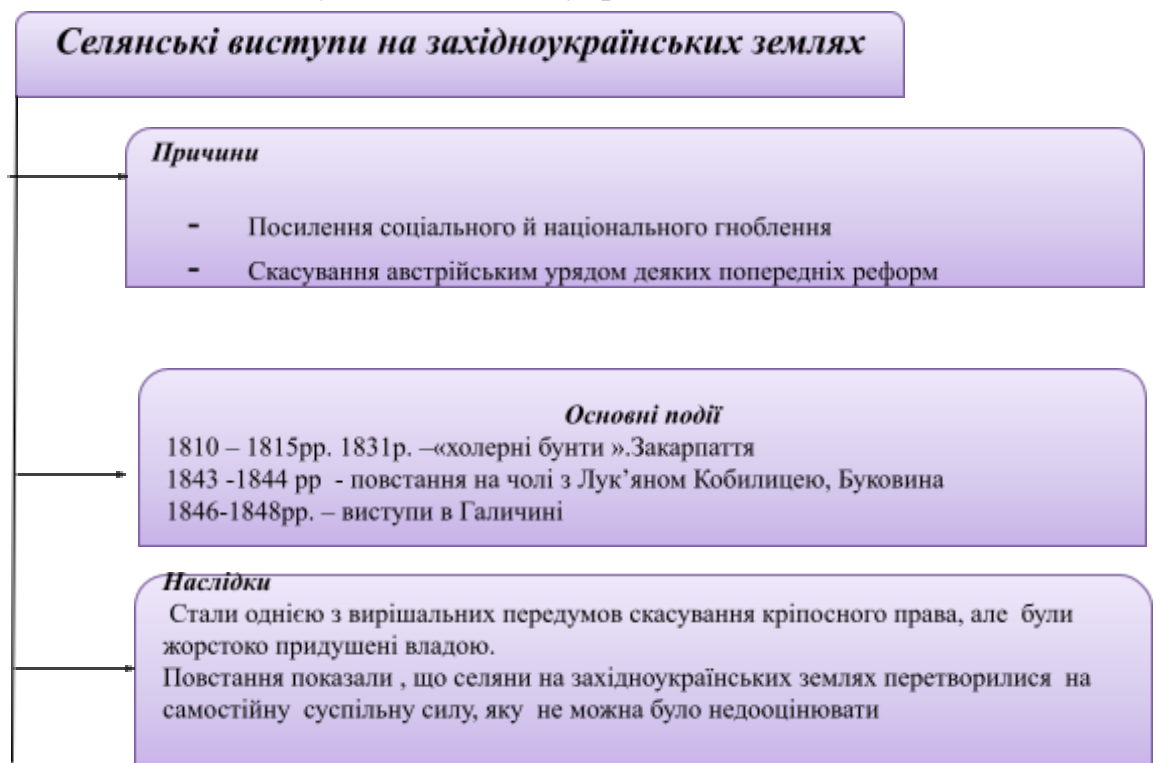 Селянські виступи на західноукраїнських землях
Причини
- Посилення соціального й національного гноблення
- Скасування австрійським урядом деяких попередніх реформ
Основні події
1810 – 1815рр. 1831р. –«холерні бунти ».Закарпаття
1843 -1844 рр - повстання на чолі з Лук’яном Кобилицею, Буковина
1846-1848рр. – виступи в Галичині
Наслідки
Стали однією з вирішальних передумов скасування кріпосного права, але були
жорстоко придушені владою.
Повстання показали , що селяни на західноукраїнських землях перетворилися на
самостійну суспільну силу, яку не можна було недооцінювати